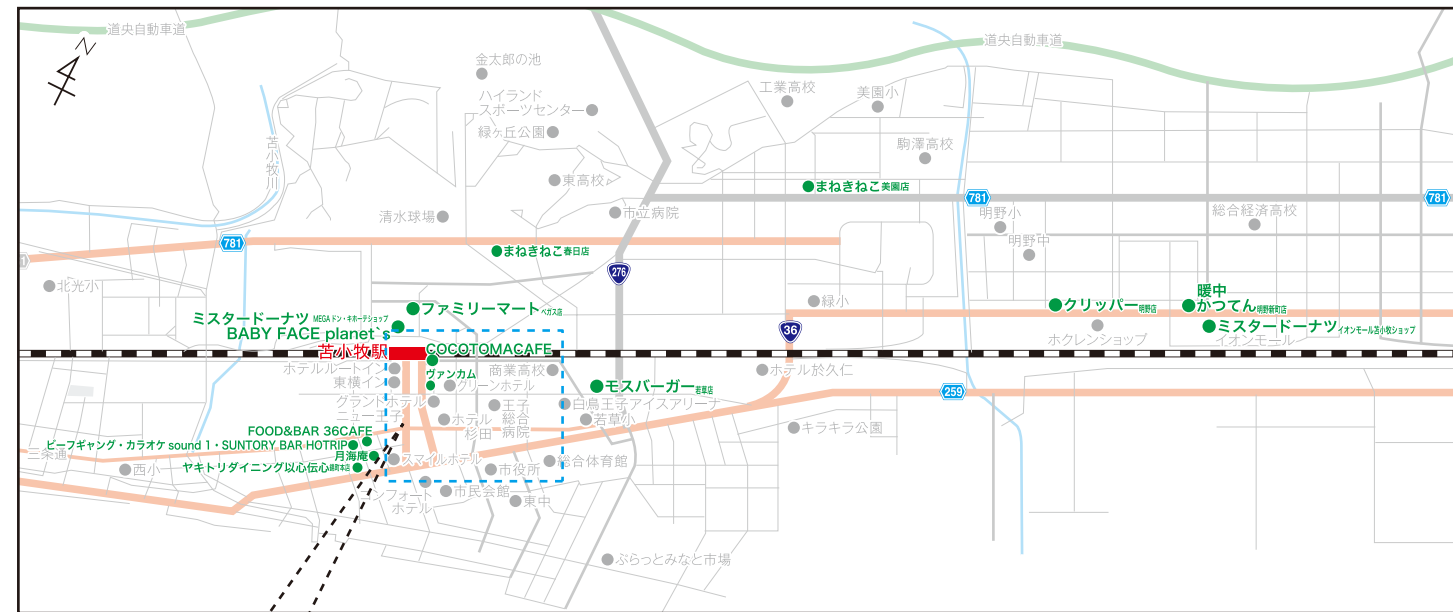 道央自動車道
道央自動車道
N
金太郎の池
ハイランド
スポーツセンター
緑ヶ丘公園
東高校
工業高校
美園小
駒澤高校
苫小牧川
まねきねこ 美園店
清水球場
市立病院
781
781
明野小
明野中
総合経済高校
781
まねきねこ 春日店
276
北光小
緑小
ファミリーマート ベガス店
ミスタードーナツ MEGAドン・キホーテショップ
BABY FACE planet`s
クリッパー 明野店
暖中
かつてん 明野新町店
ミスタードーナツ イオンモール苫小牧ショップ
36
ホクレンショップ
イオンモール
苫小牧駅
COCOTOMACAFE
ホテルルートイン
東横イン
ヴァンカム
グリーンホテル
商業高校
モスバーガー 若草店
ホテル於久仁
259
グランドホテル
ニュー王子
ホテル
杉田
王子
総合
病院
白鳥王子アイスアリーナ
若草小
キラキラ公園
FOOD&BAR 36CAFE
ビーフギャング・カラオケ sound 1・SUNTORY BAR HOTRIP
月海庵
ヤキトリダイニング以心伝心 錦町本店
三条通
西小
スマイルホテル
市役所
総合体育館
コンフォート
ホテル
市民会館
東中
ぷらっとみなと市場